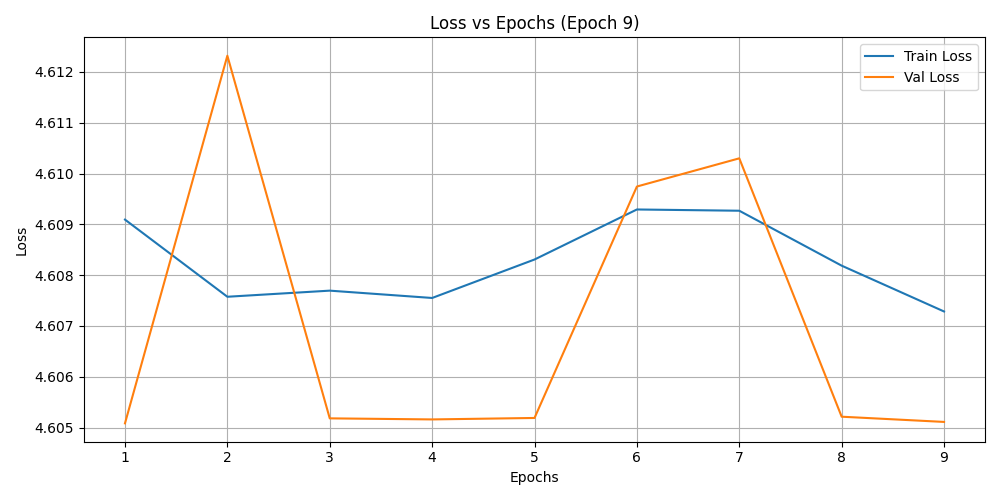 Loss vs Epochs (Epoch 9)
Train Loss
Val Loss
4.612
4.611
4.610
4.609
4.608
4.607
4.606
4.605
Loss
1 2 3 4 5 6 7 8 9
Epochs